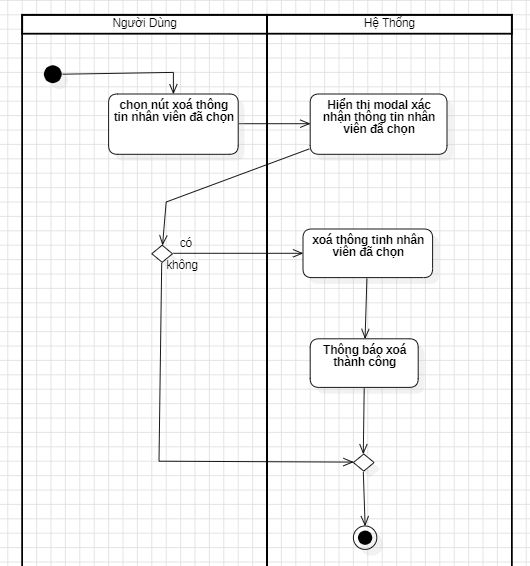 Người Dùng
Hệ Thống
chọn nút xoá thông
tin nhân viên đã chọn
Hiển thị modal xác
nhận thông tin nhân
viên đã chọn
có
không
xoá thông tinh nhân
viên đã chọn
Thông báo xoá
thành công